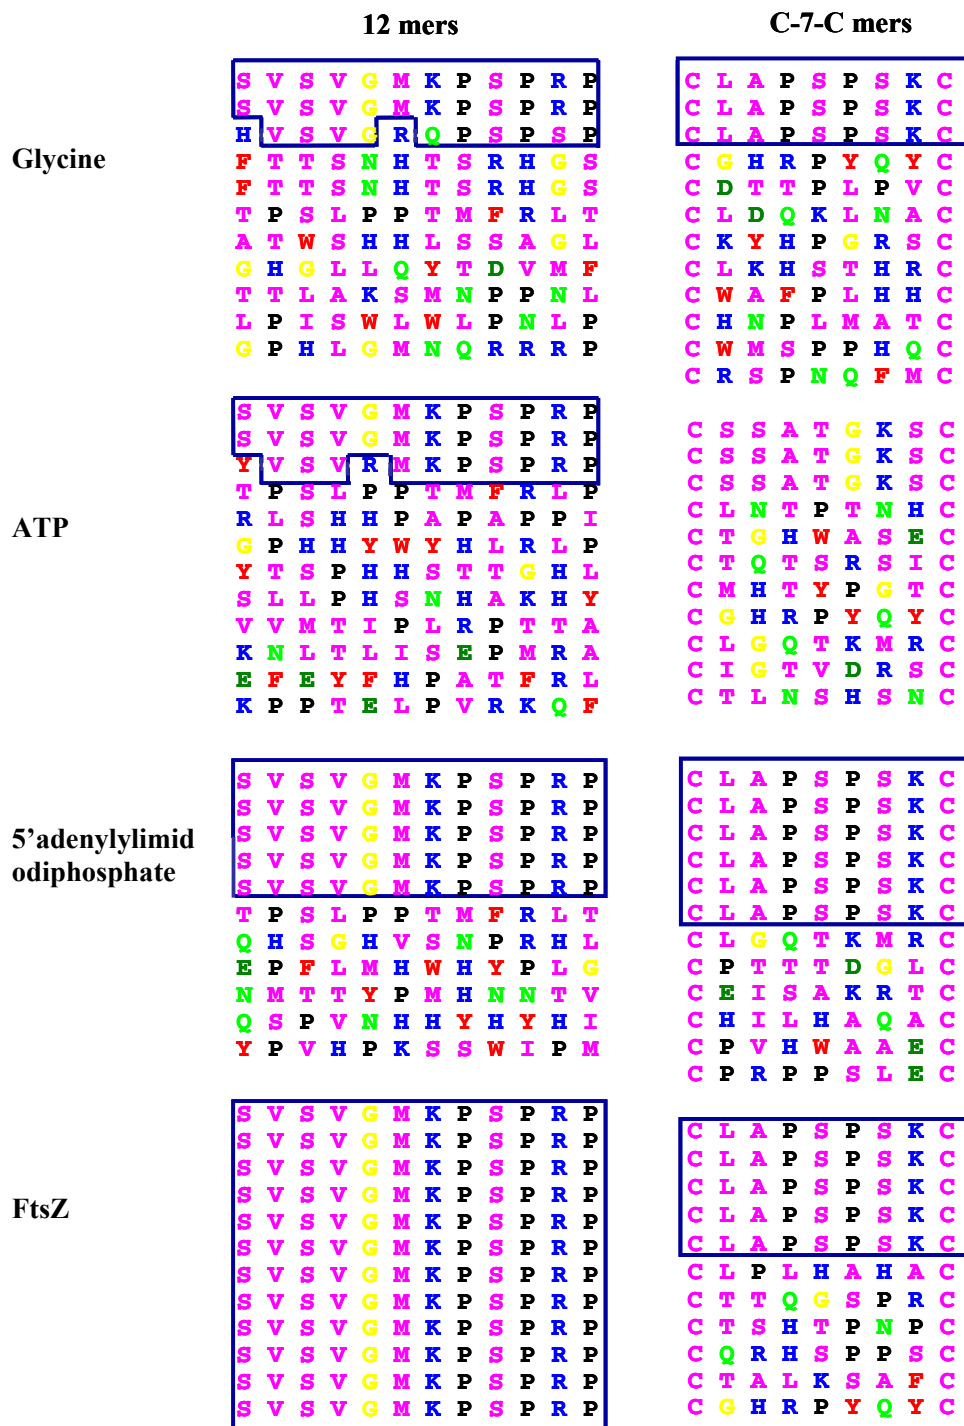 12 mers
C-7-C mers
Glycine
S V S V G M K P S P R P
S V S V G M K P S P R P
H V S V G R Q P S P S P
F T T S N H T S R H G S
F T T S N H T S R H G S
T P S L P P T M F R L T
A T W S H H L S S A G L
G H G L L Q Y T D V M F
T T L A K S M N P P N L
L P I S W L W L P N L P
G P H L G M N Q R R R P
C L A P S P S K C
C L A P S P S K C
C L A P S P S K C
C G H R P Y Q Y C
C D T T P L P V C
C L D Q K L N A C
C K Y H P G R S C
C L K H S T H R C
C W A F P L H H C
C H N P L M A T C
C W M S P P H Q C
C R S P N Q F M C
ATP
S V S V G M K P S P R P
S V S V G M K P S P R P
Y V S V R M K P S P R P
T P S L P P T M F R L P
R L S H H P A P A P P I
G P H H Y W Y H L R L P
Y T S P H H S T T G H L
S L L P H S N H A K H Y
V V M T I P L R P T T A
K N L T L I S E P M R A
E F E Y F H P A T F R L
K P P T E L P V R K Q F
C S S A T G K S C
C S S A T G K S C
C S S A T G K S C
C L N T P T N H C
C T G H W A S E C
C T Q T S R S I C
C M H T Y P G T C
C G H R P Y Q Y C
C L G Q T K M R C
C I G T V D R S C
C T L N S H S N C
5’adenylylimid
odiphosphate
S V S V G M K P S P R P
S V S V G M K P S P R P
S V S V G M K P S P R P
S V S V G M K P S P R P
S V S V G M K P S P R P
T P S L P P T M F R L T
Q H S G H V S N P R H L
E P F L M H W H Y P L G
N M T T Y P M H N N T V
Q S P V N H H Y H Y H I
Y P V H P K S S W I P M
C L A P S P S K C
C L A P S P S K C
C L A P S P S K C
C L A P S P S K C
C L A P S P S K C
C L A P S P S K C
C L G Q T K M R C
C P T T T D G L C
C E I S A K R T C
C H I L H A Q A C
C P V H W A A E C
C P R P P S L E C
FtsZ
S V S V G M K P S P R P
S V S V G M K P S P R P
S V S V G M K P S P R P
S V S V G M K P S P R P
S V S V G M K P S P R P
S V S V G M K P S P R P
S V S V G M K P S P R P
S V S V G M K P S P R P
S V S V G M K P S P R P
S V S V G M K P S P R P
S V S V G M K P S P R P
S V S V G M K P S P R P
C L A P S P S K C
C L A P S P S K C
C L A P S P S K C
C L A P S P S K C
C L A P S P S K C
C L P L H A H A C
C T T Q G S P R C
C T S H T P N P C
C Q R H S P P S C
C T A L K S A F C
C G H R P Y Q Y C